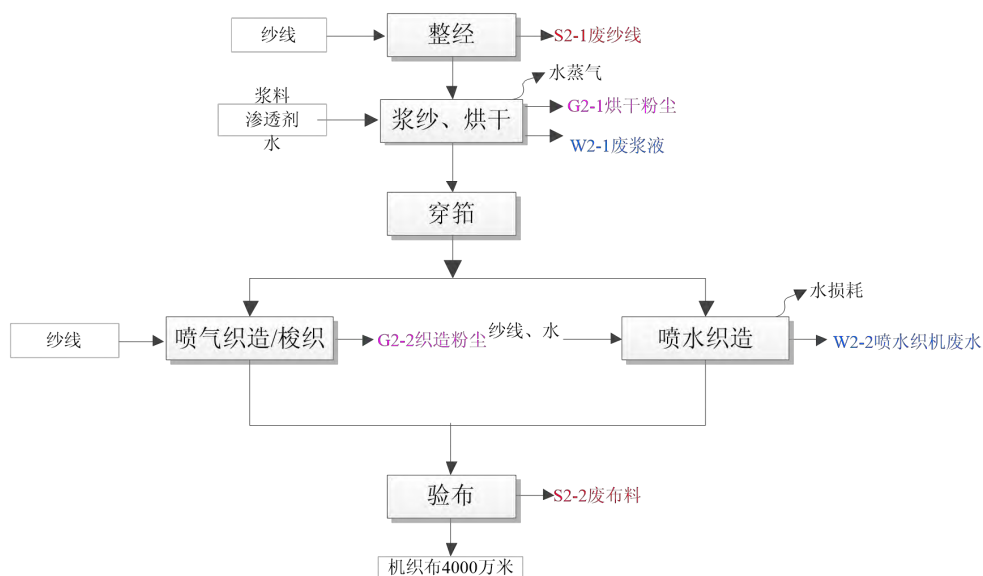 纱线
整经
S2-1废纱线
水蒸气
浆料
渗透剂
水
浆纱、烘干
G2-1烘干粉尘
W2-1废浆液
穿筘
水损耗
纱线
喷气织造/梭织
G2-2织造粉尘
纱线、水
喷水织造
W2-2喷水织机废水
验布
S2-2废布料
机织布4000万米